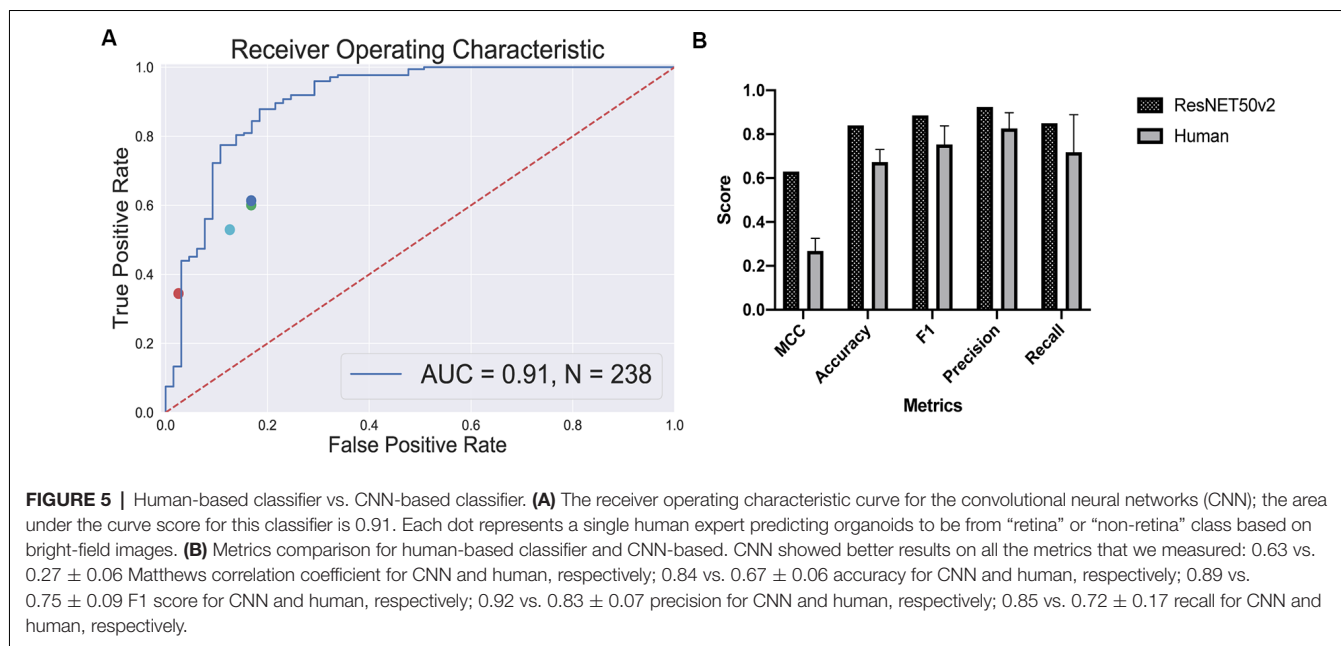 A
Receiver Operating Characteristic
1.0
0.8
0.6
0.4
0.2
0.0
True Positive Rate
0.0 0.2 0.4 0.6 0.8 1.0
False Positive Rate
AUC = 0.91, N = 238
B
1.0
0.8
0.6
0.4
0.2
0.0
Score
MCC
Accuracy
F1
Precision
Recall
Metrics
ResNET50v2
Human
FIGURE 5 | Human-based classifier vs. CNN-based classifier. (A) The receiver operating characteristic curve for the convolutional neural networks (CNN); the area
under the curve score for this classifier is 0.91. Each dot represents a single human expert predicting organoids to be from “retina” or “non-retina” class based on
bright-field images. (B) Metrics comparison for human-based classifier and CNN-based. CNN showed better results on all the metrics that we measured: 0.63 vs.
0.27 ± 0.06 Matthews correlation coefficient for CNN and human, respectively; 0.84 vs. 0.67 ± 0.06 accuracy for CNN and human, respectively; 0.89 vs.
0.75 ± 0.09 F1 score for CNN and human, respectively; 0.92 vs. 0.83 ± 0.07 precision for CNN and human, respectively; 0.85 vs. 0.72 ± 0.17 recall for CNN and
human, respectively.